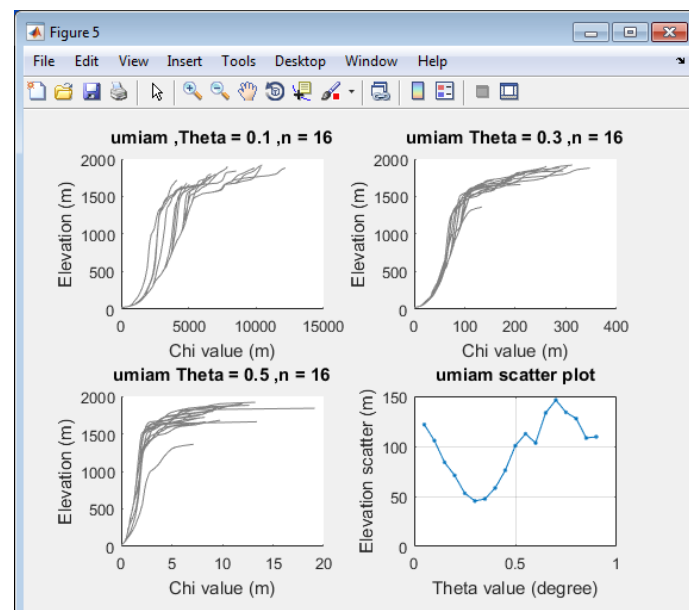 Figure 5
File Edit View Insert Tools Desktop Window Help
umiam ,Theta = 0.1 ,n = 16
2000
1500
1000
500
0
Elevation (m)
0 5000 10000 15000
Chi value (m)
umiam Theta = 0.3 ,n = 16
2000
1500
1000
500
0
Elevation (m)
0 100 200 300 400
Chi value (m)
umiam Theta = 0.5 ,n = 16
2000
1500
1000
500
0
Elevation (m)
0 5 10 15 20
Chi value (m)
umiam scatter plot
150
100
50
0
Elevation scatter (m)
0 0.5 1
Theta value (degree)